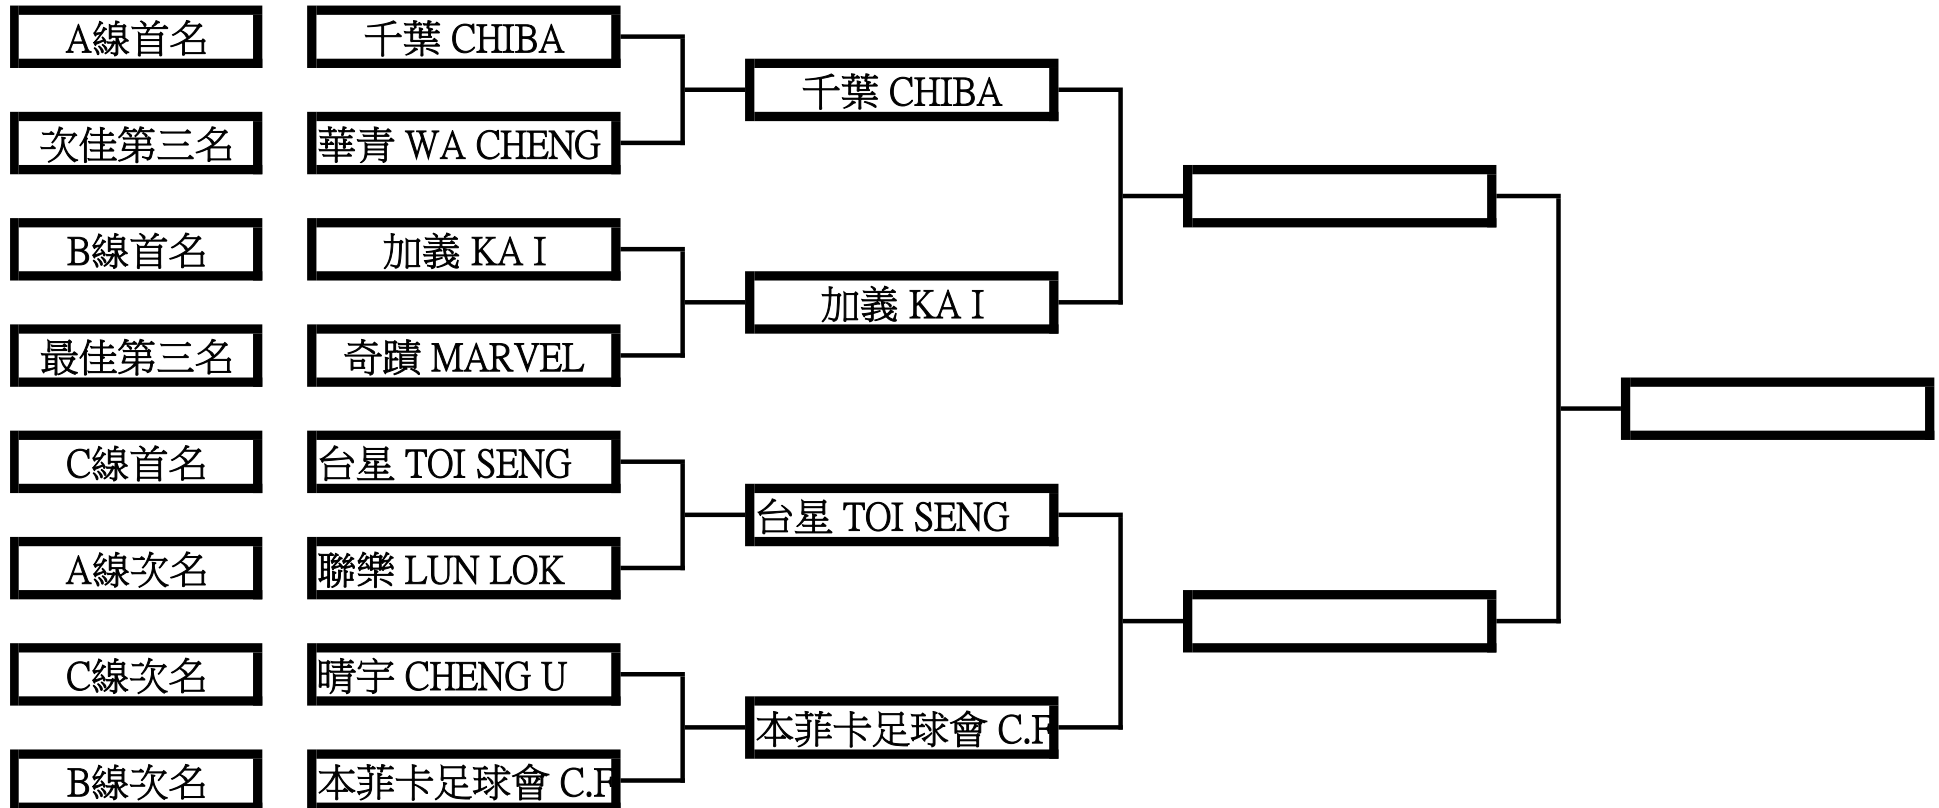 A線首名
千葉 CHIBA
千葉 CHIBA
次佳第三名
華青 WA CHENG
B線首名
加義 KA I
加義 KA I
最佳第三名
奇蹟 MARVEL
C線首名
台星 TOI SENG
台星 TOI SENG
A線次名
聯樂 LUN LOK
C線次名
晴宇 CHENG U
本菲卡足球會 C.F
B線次名
本菲卡足球會 C.F